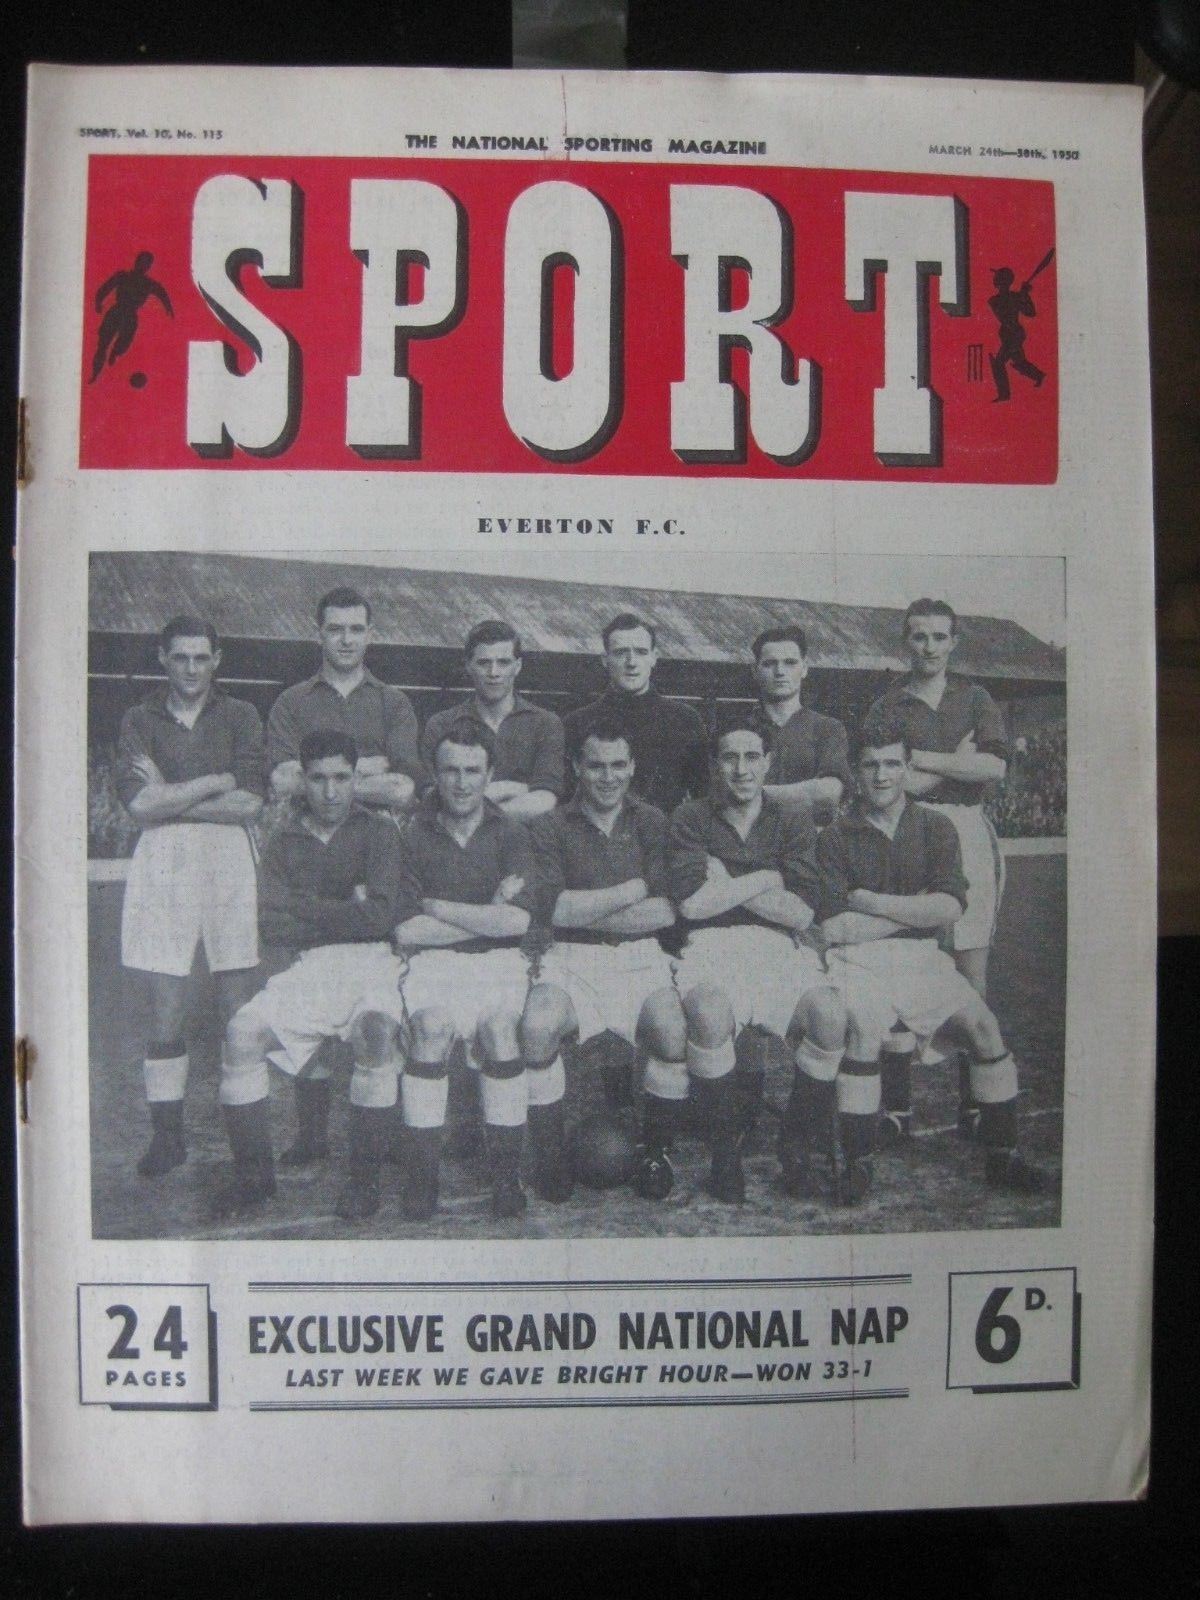 SPORT, Vol. 10, No. 115
THE NATIONAL SPORTING MAGAZINE
MARCH 24th—30th, 1950
SPORT
EVERTON F.C.
24 PAGES
EXCLUSIVE GRAND NATIONAL NAP
LAST WEEK WE GAVE BRIGHT HOUR—WON 33-1
6D.